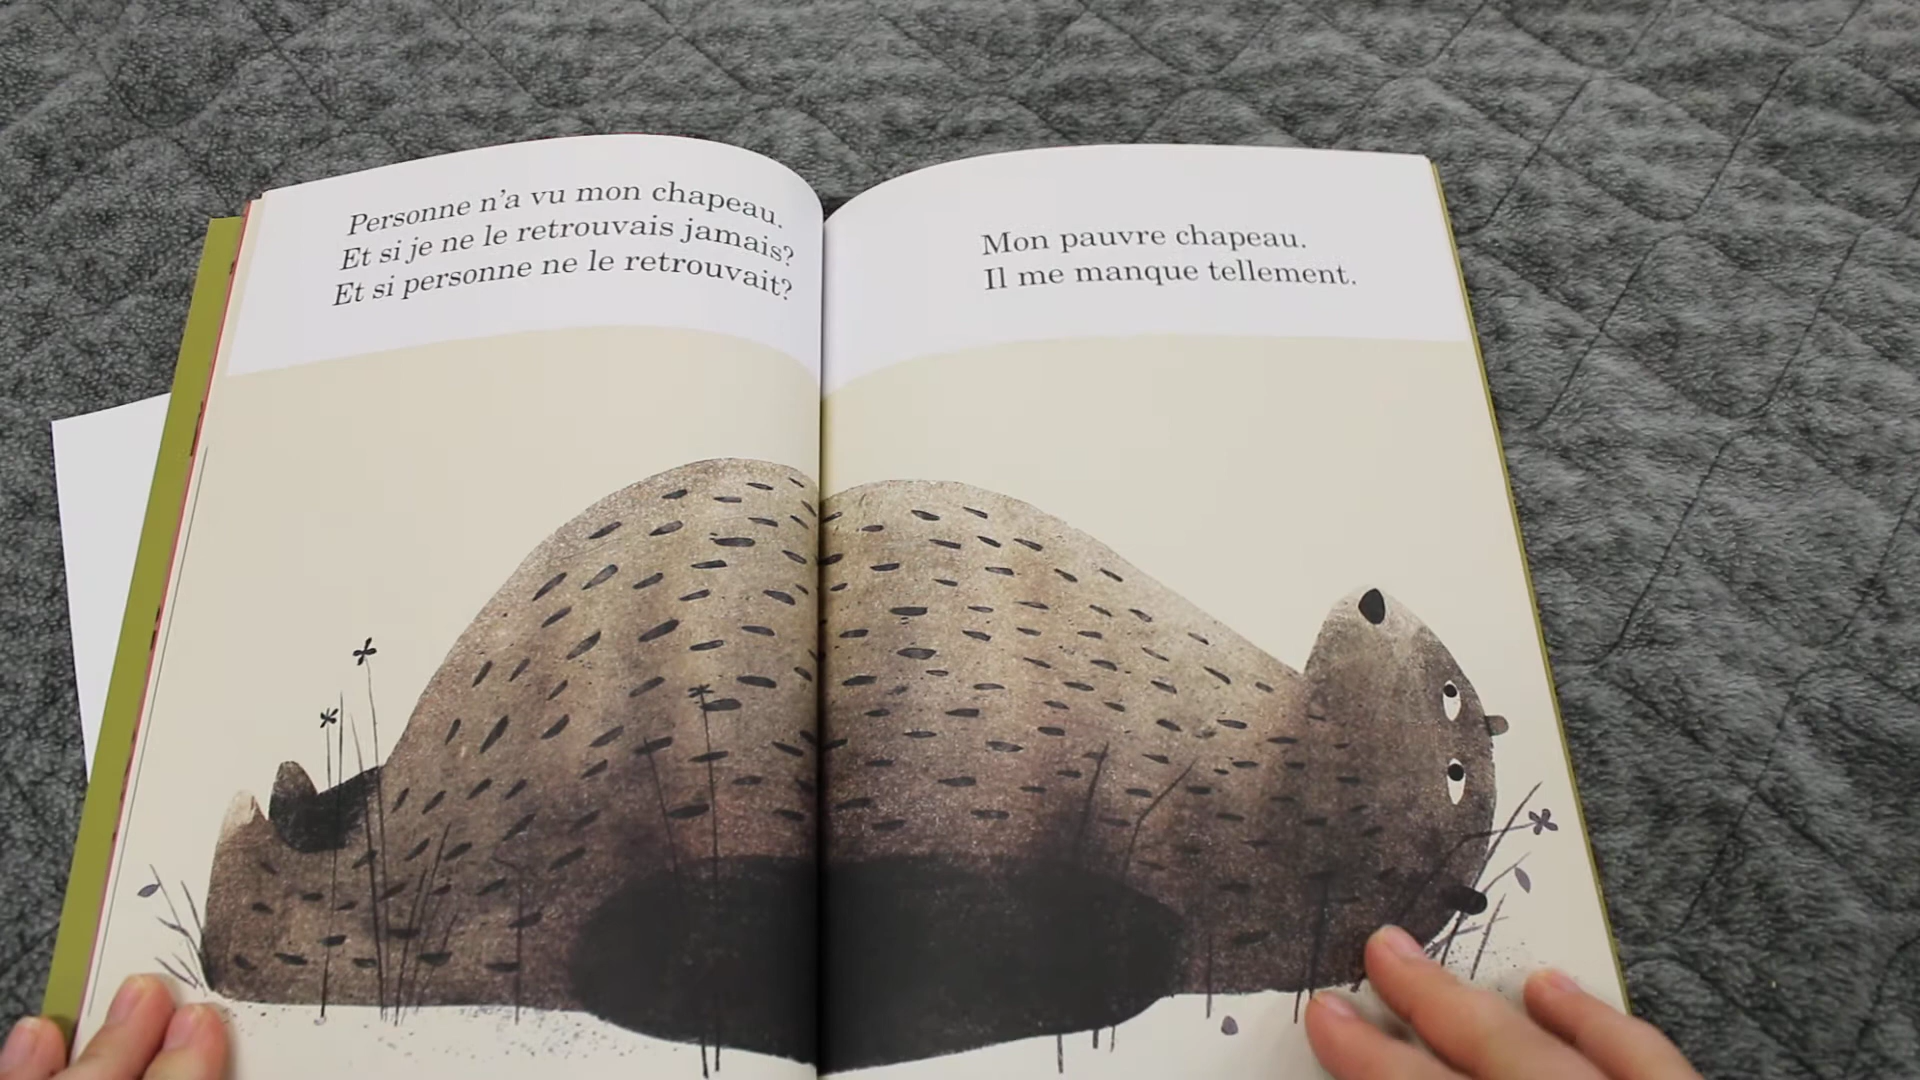 Personne n'a vu mon chapeau.
Et si je ne le retrouvais jamais?
Et si personne ne le retrouvait?
Mon pauvre chapeau.
Il me manque tellement.